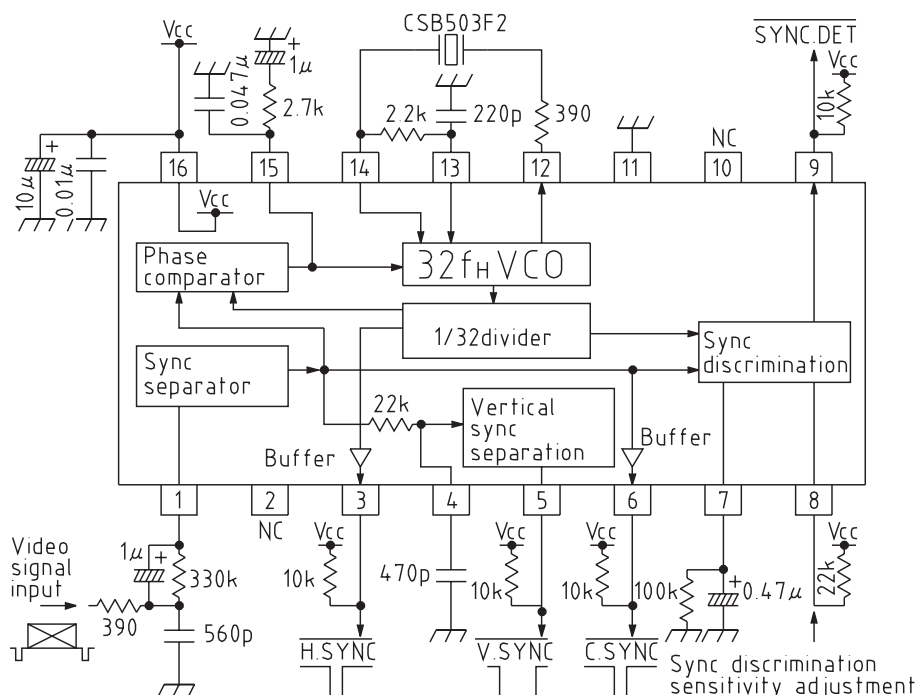 CSB503F2
SYNC.DET
Vcc
1μ
0.047μ
2.7k
2.2k
220p
390
Vcc
10k
10μ
0.01μ
NC
16
15
14
13
12
11
10
9
Vcc
Phase
comparator
32fH VCO
1/32divider
Sync
discrimination
Sync
separator
22k
Vertical
sync
separation
Buffer
Buffer
1
2
3
4
5
6
7
8
NC
Video
signal
input
1μ
330k
390
560p
Vcc
10k
470p
Vcc
10k
Vcc
10k
100k
0.47μ
Vcc
22k
H.SYNC
V.SYNC
C.SYNC
Sync discrimination
sensitivity adjustment